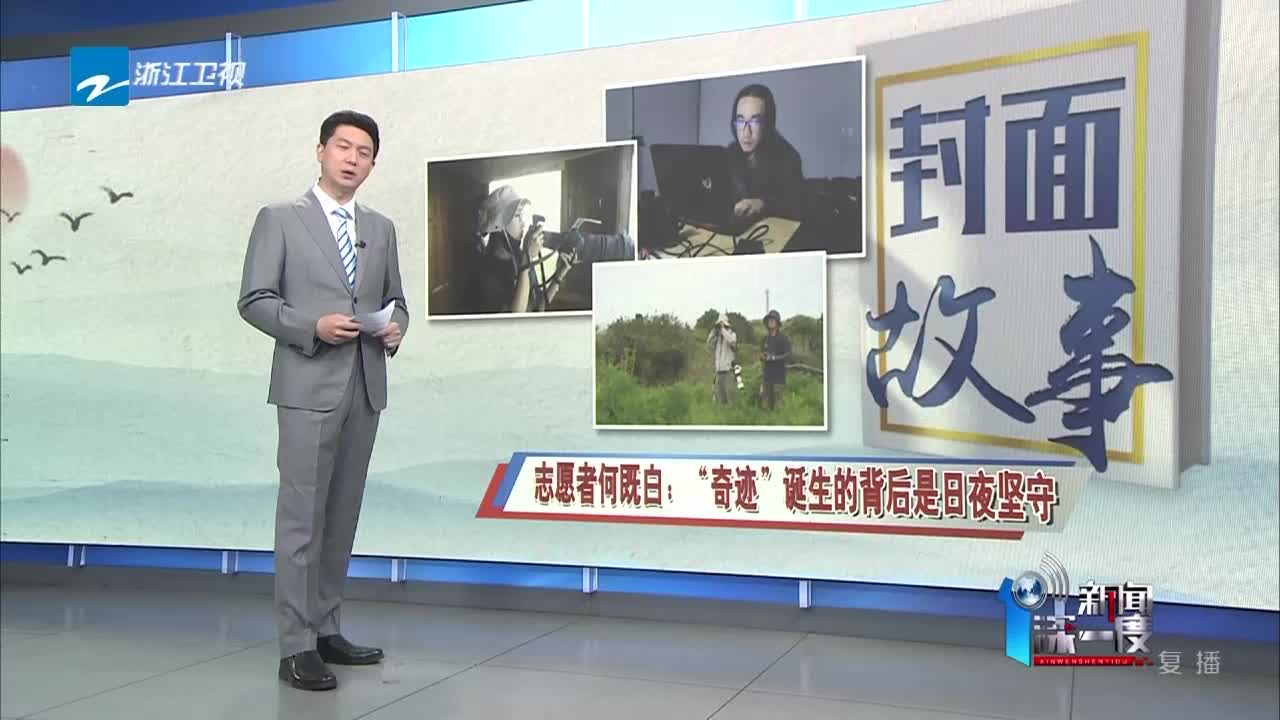 浙江卫视
封面
故事
志愿者何既白：“奇迹”诞生的背后是日夜坚守
新闻
深一度
XINWENSHENYIDU
复播